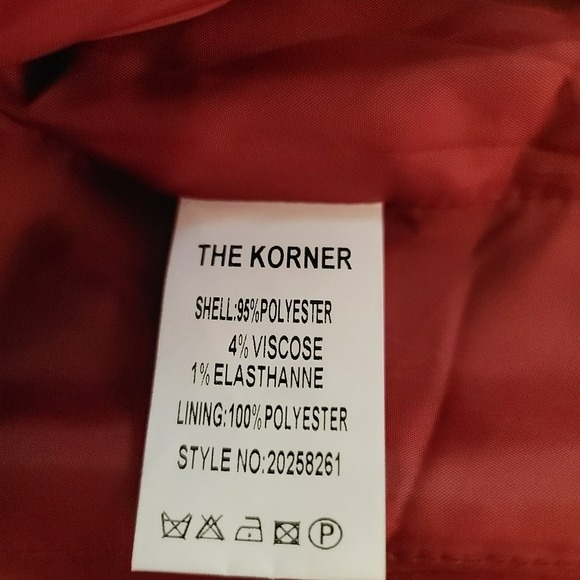 THE KORNER
SHELL:95%POLYESTER
4%VISCOSE
1%ELASTHANNE
LINING:100%POLYESTER
STYLE NO:20258261
P